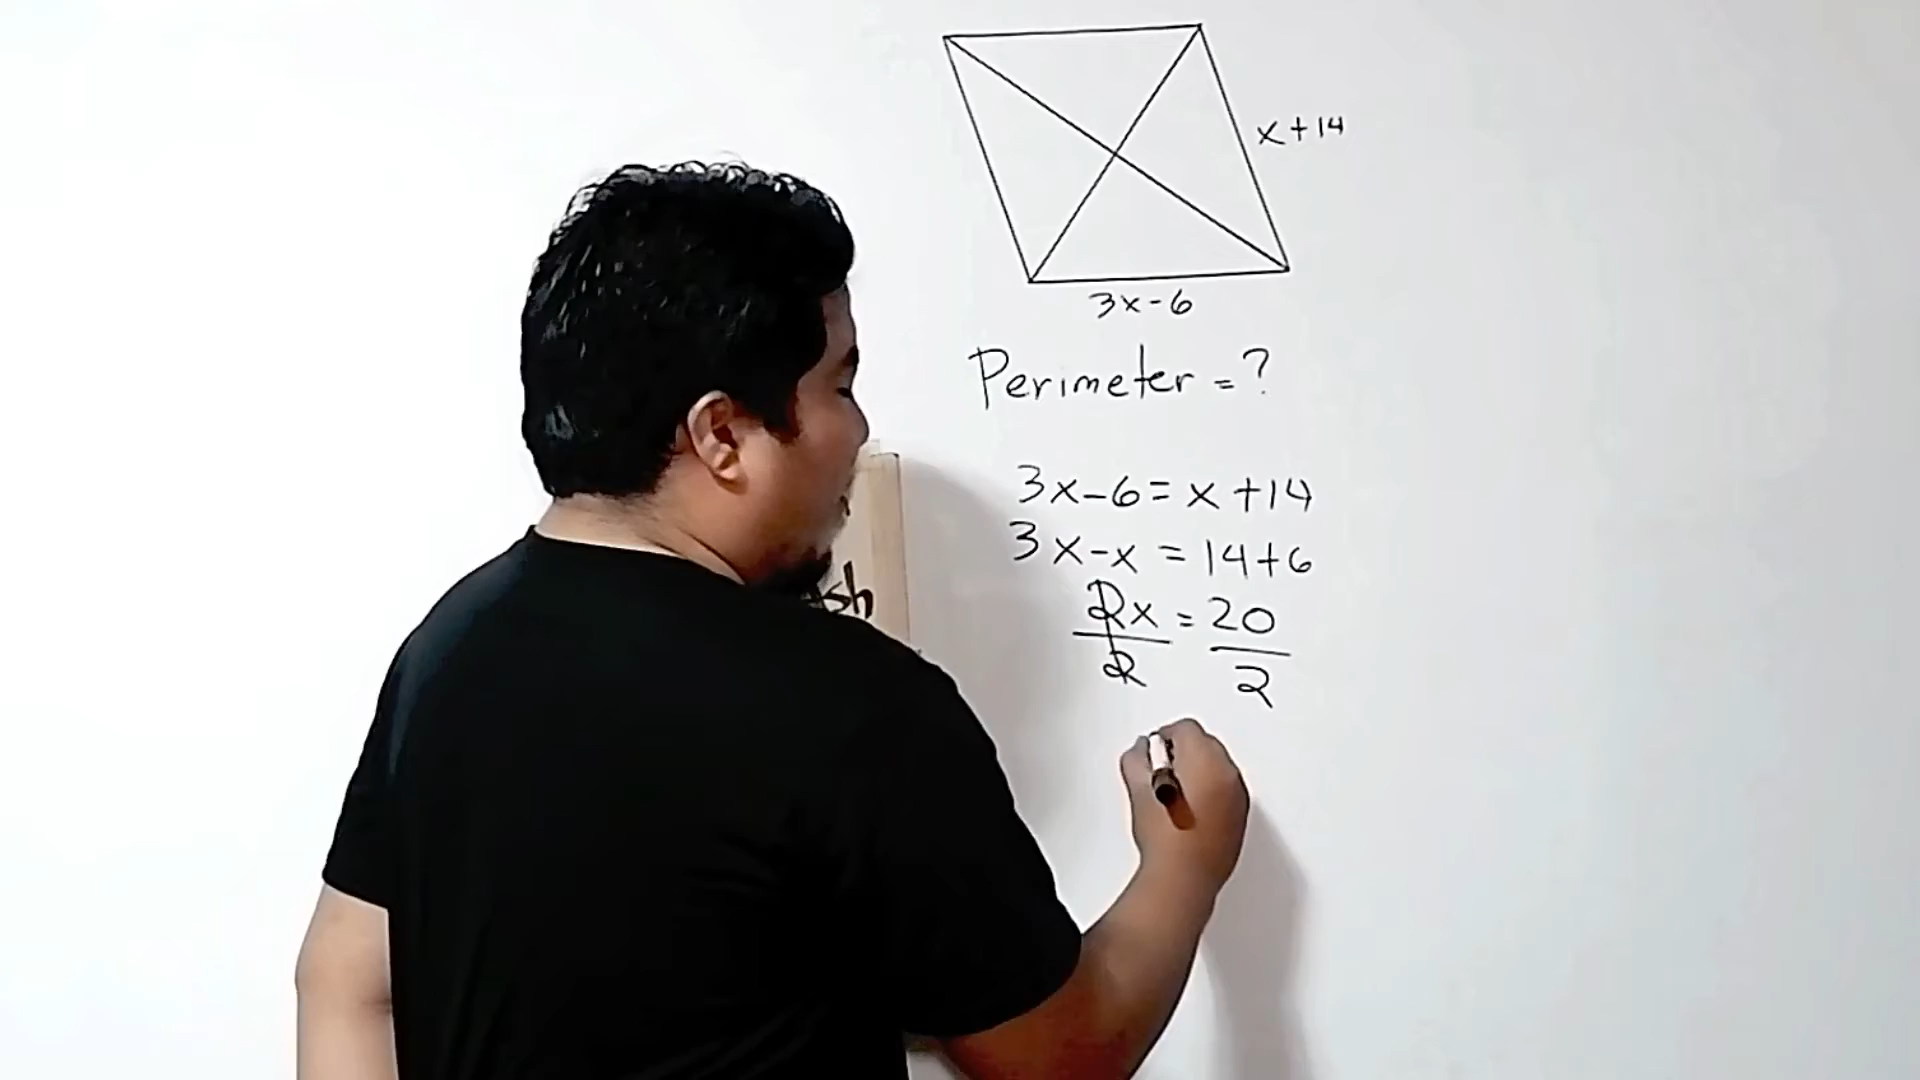 x+14
3x-6
Perimeter = ?
3x-6=x+14
3x-x=14+6
2x/2 = 20/2